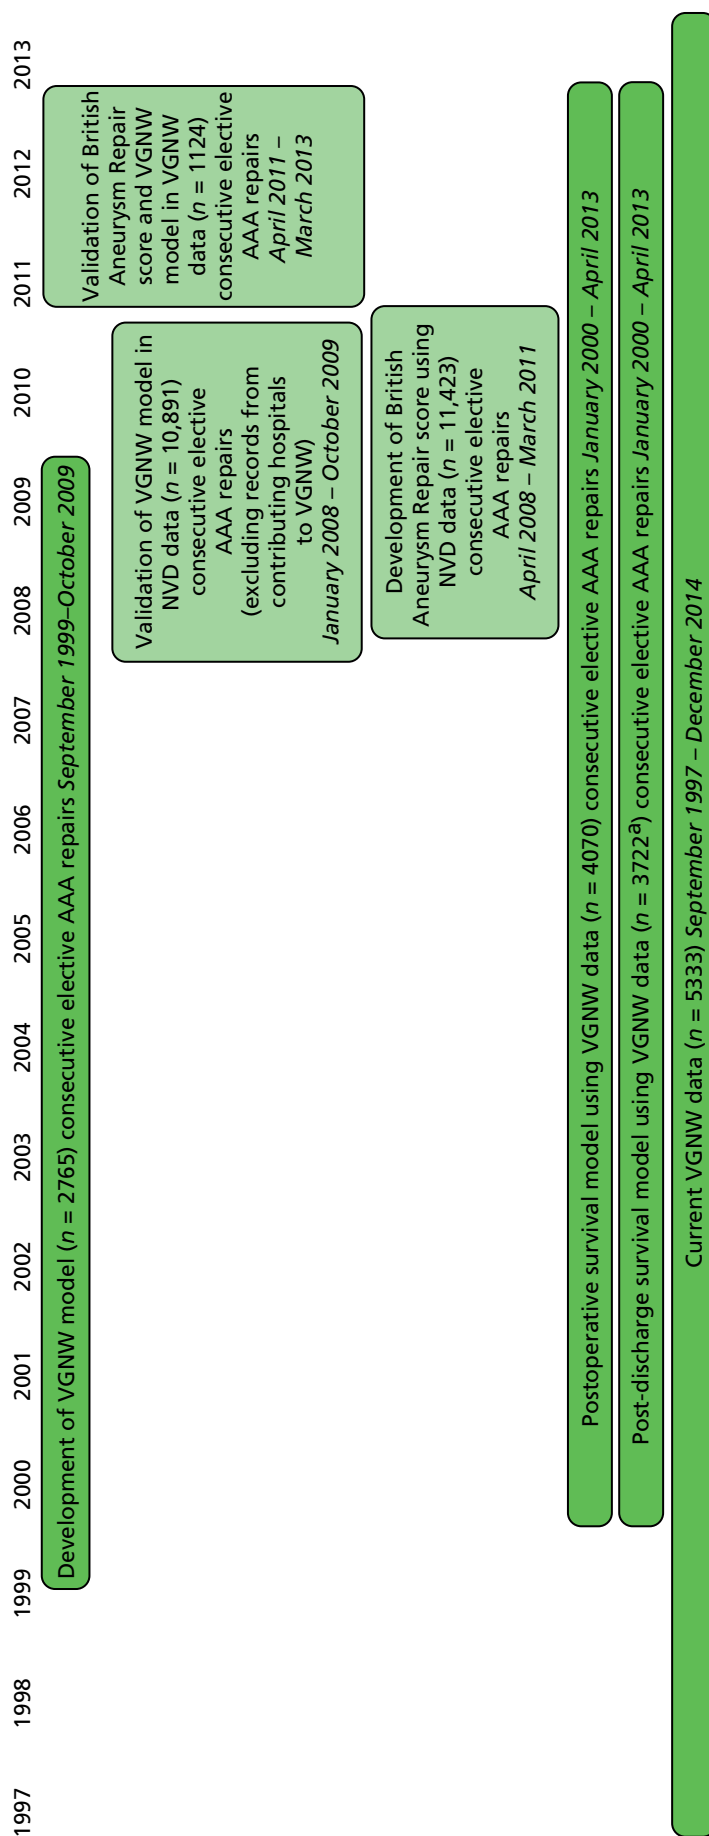 1997
1998
1999
2000
2001
2002
2003
2004
2005
2006
2007
2008
2009
2010
2011
2012
2013
Development of VGNW model (n = 2765) consecutive elective AAA repairs September 1999–October 2009
Validation of British
Aneurysm Repair
score and VGNW
model in VGNW
data (n = 1124)
consecutive elective
AAA repairs
April 2011 –
March 2013
Validation of VGNW model in
NVD data (n = 10,891)
consecutive elective
AAA repairs
(excluding records from
contributing hospitals
to VGNW)
January 2008 – October 2009
Development of British
Aneurysm Repair score using
NVD data (n = 11,423)
consecutive elective
AAA repairs
April 2008 – March 2011
Postoperative survival model using VGNW data (n = 4070) consecutive elective AAA repairs January 2000 – April 2013
Post-discharge survival model using VGNW data (n = 3722a) consecutive elective AAA repairs January 2000 – April 2013
Current VGNW data (n = 5333) September 1997 – December 2014